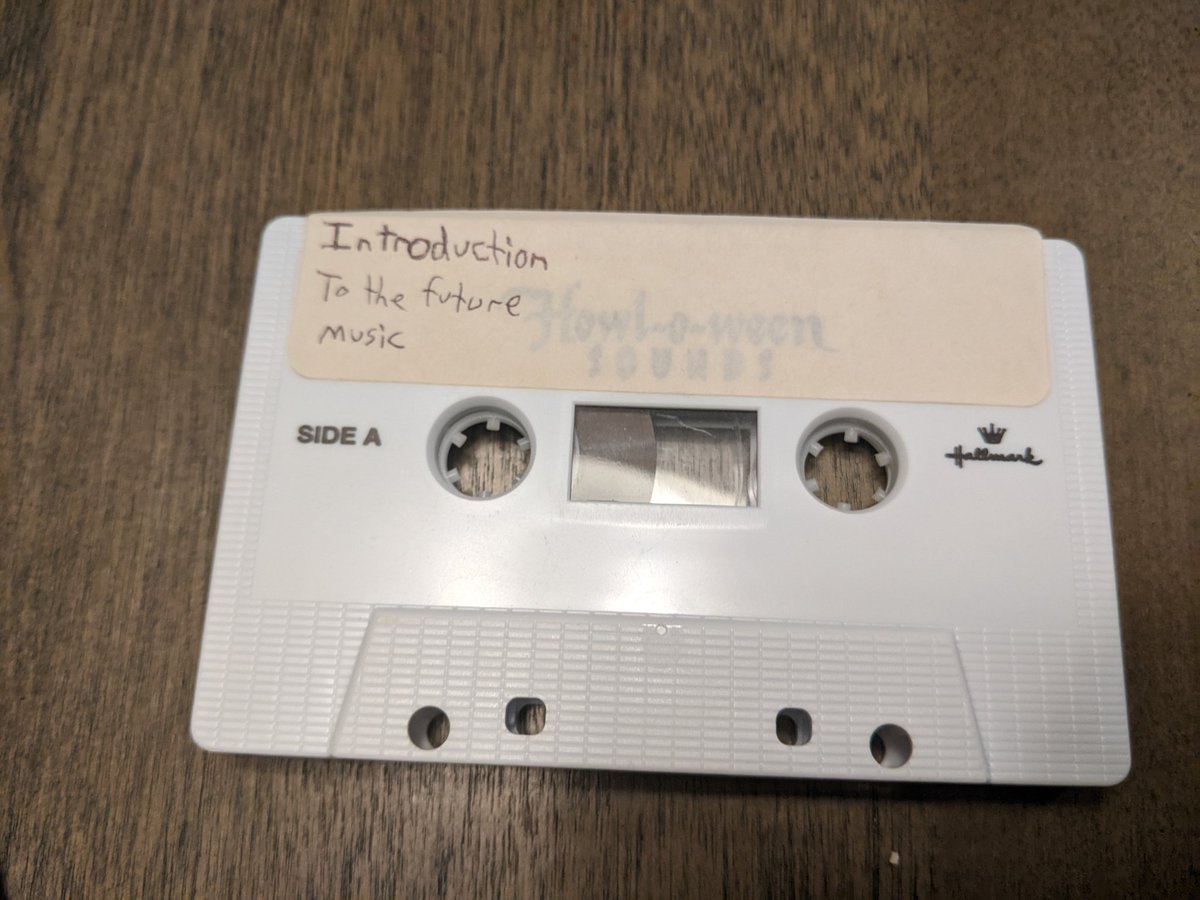 Introduction
To the future
music
Howl-o-ween
SOUNDS
SIDE A
Hallmark